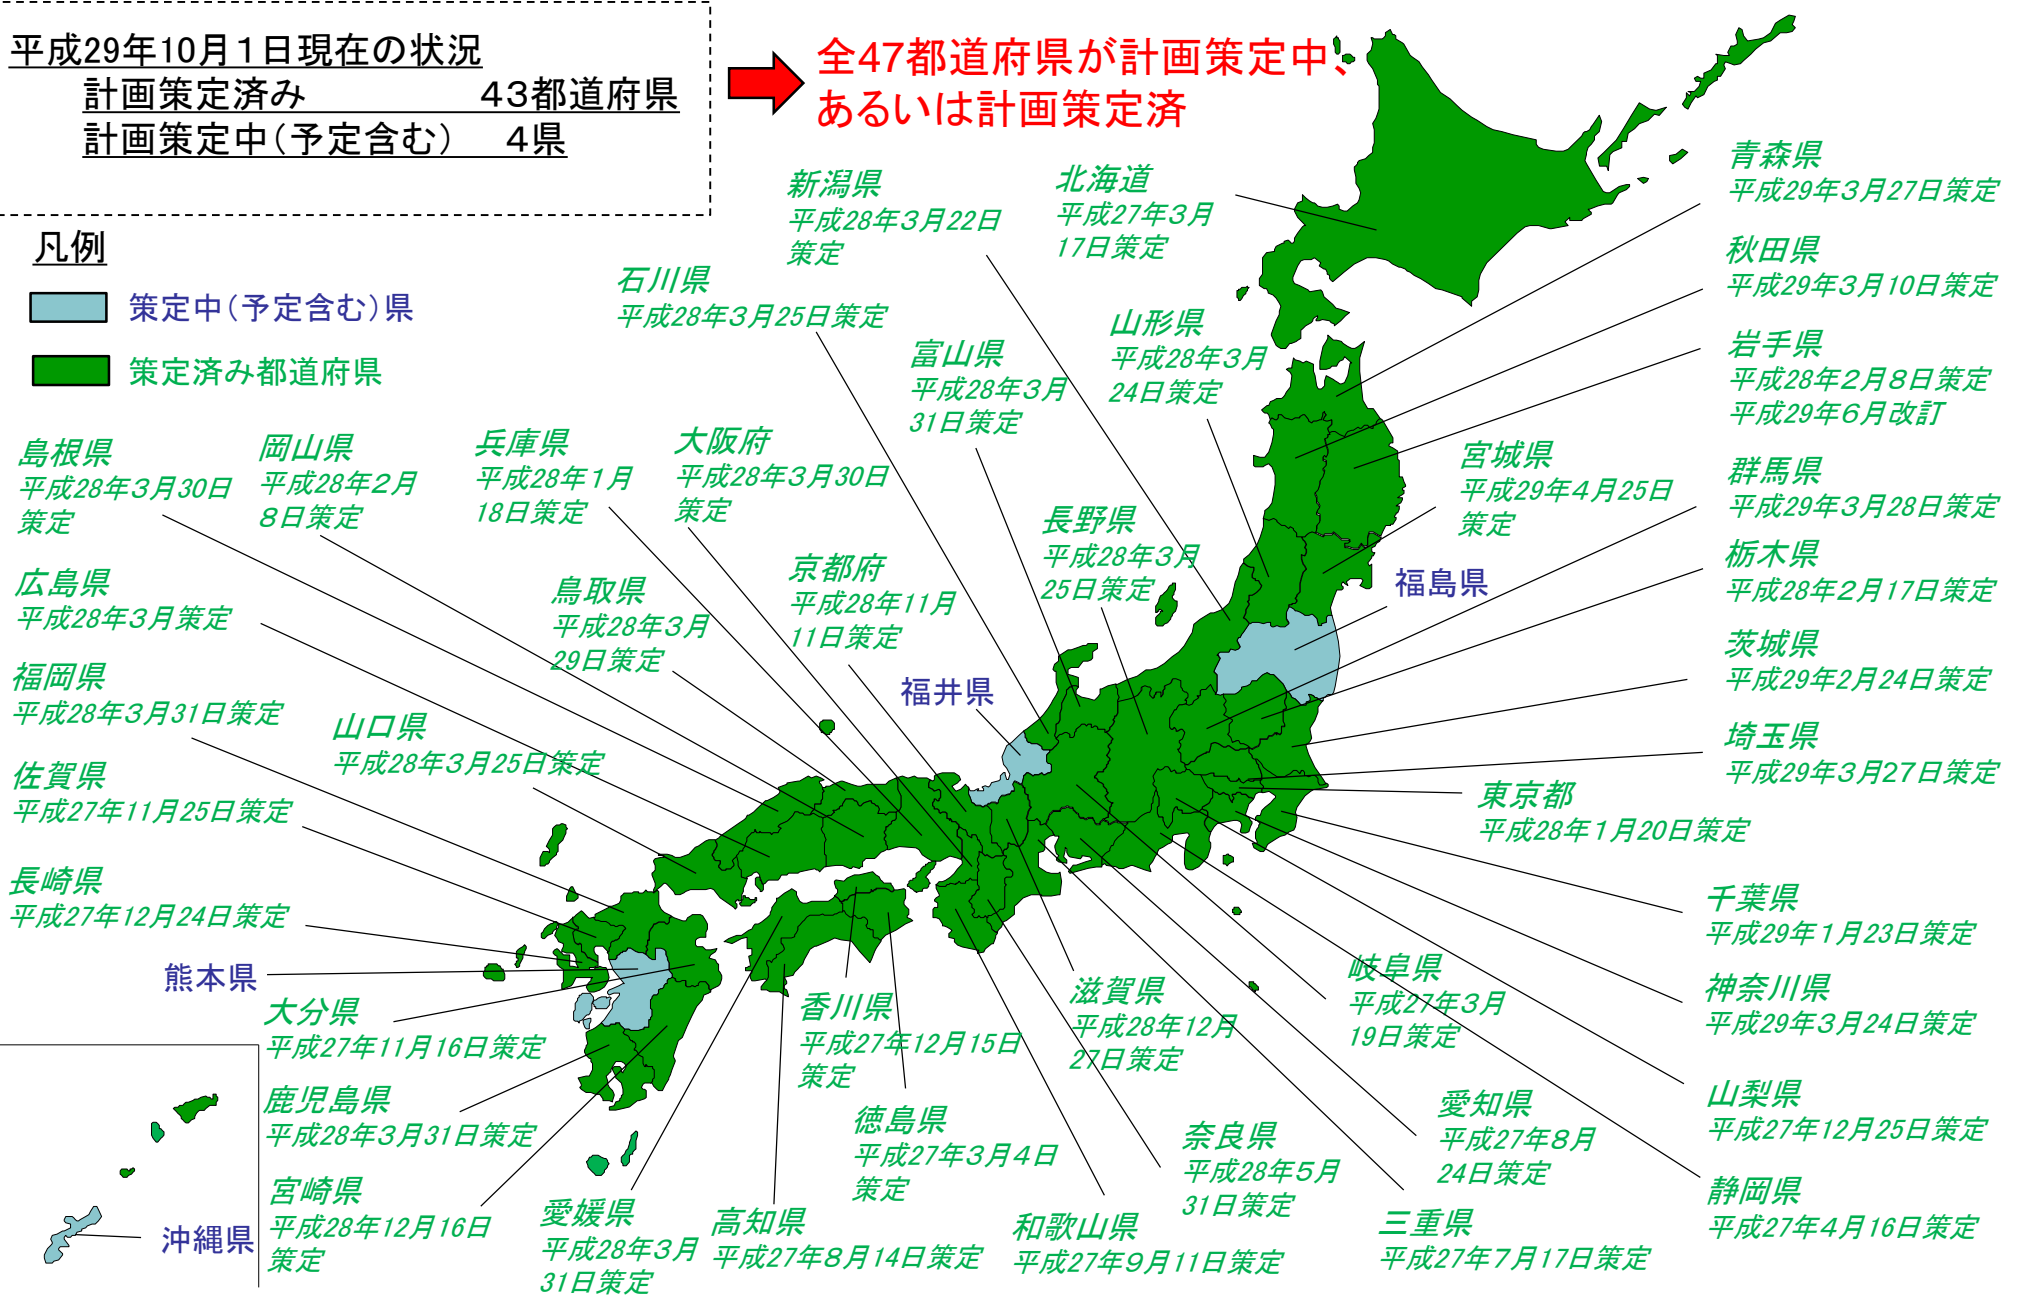 平成29年10月１日現在の状況
計画策定済み　４３都道府県
計画策定中（予定含む）　４県
全47都道府県が計画策定中、
あるいは計画策定済
凡例
策定中（予定含む）県
策定済み都道府県
新潟県
平成28年３月22日
策定
北海道
平成27年３月
17日策定
青森県
平成29年３月27日策定
秋田県
平成29年３月10日策定
石川県
平成28年３月25日策定
富山県
平成28年３月
31日策定
山形県
平成28年３月
24日策定
岩手県
平成28年２月８日策定
平成29年６月改訂
島根県
平成28年３月30日
策定
岡山県
平成28年２月
８日策定
兵庫県
平成28年１月
18日策定
大阪府
平成28年３月30日
策定
宮城県
平成29年４月25日
策定
群馬県
平成29年３月28日策定
長野県
平成28年３月
25日策定
京都府
平成28年11月
11日策定
鳥取県
平成28年３月
29日策定
福島県
栃木県
平成28年２月17日策定
広島県
平成28年３月策定
茨城県
平成29年２月24日策定
福岡県
平成28年３月31日策定
福井県
山口県
平成28年３月25日策定
埼玉県
平成29年３月27日策定
佐賀県
平成27年11月25日策定
東京都
平成28年１月20日策定
長崎県
平成27年12月24日策定
千葉県
平成29年１月23日策定
熊本県
大分県
平成27年11月16日策定
香川県
平成27年12月15日
策定
滋賀県
平成28年12月
27日策定
岐阜県
平成27年３月
19日策定
神奈川県
平成29年３月24日策定
鹿児島県
平成28年３月31日策定
徳島県
平成27年３月４日
策定
奈良県
平成28年５月
31日策定
愛知県
平成27年８月
24日策定
山梨県
平成27年12月25日策定
宮崎県
平成28年12月16日
策定
愛媛県
平成28年３月
31日策定
高知県
平成27年８月14日策定
和歌山県
平成27年９月11日策定
三重県
平成27年７月17日策定
静岡県
平成27年４月16日策定
沖縄県